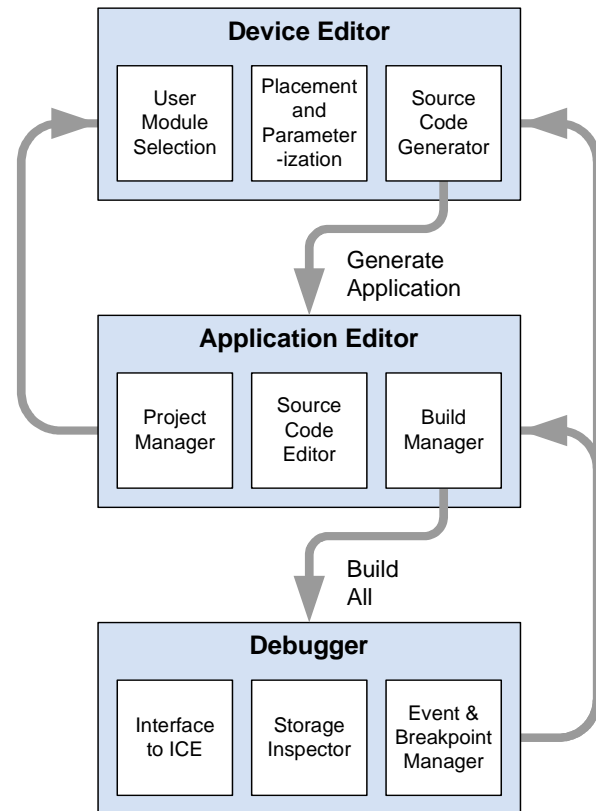 Device Editor
User
Module
Selection
Placement
and
Parameter
-ization
Source
Code
Generator
Generate
Application
Application Editor
Project
Manager
Source
Code
Editor
Build
Manager
Build
All
Debugger
Interface
to ICE
Storage
Inspector
Event &
Breakpoint
Manager